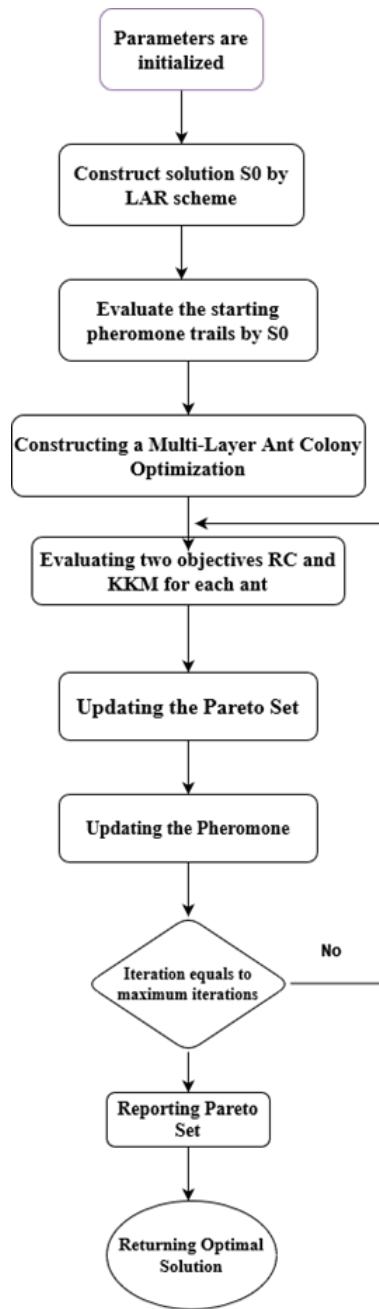 Parameters are
initialized
Construct solution S0 by
LAR scheme
Evaluate the starting
pheromone trails by S0
Constructing a Multi-Layer Ant Colony
Optimization
Evaluating two objectives RC and
KKM for each ant
Updating the Pareto Set
Updating the Pheromone
Iteration equals to
maximum iterations
No
Reporting Pareto
Set
Returning Optimal
Solution